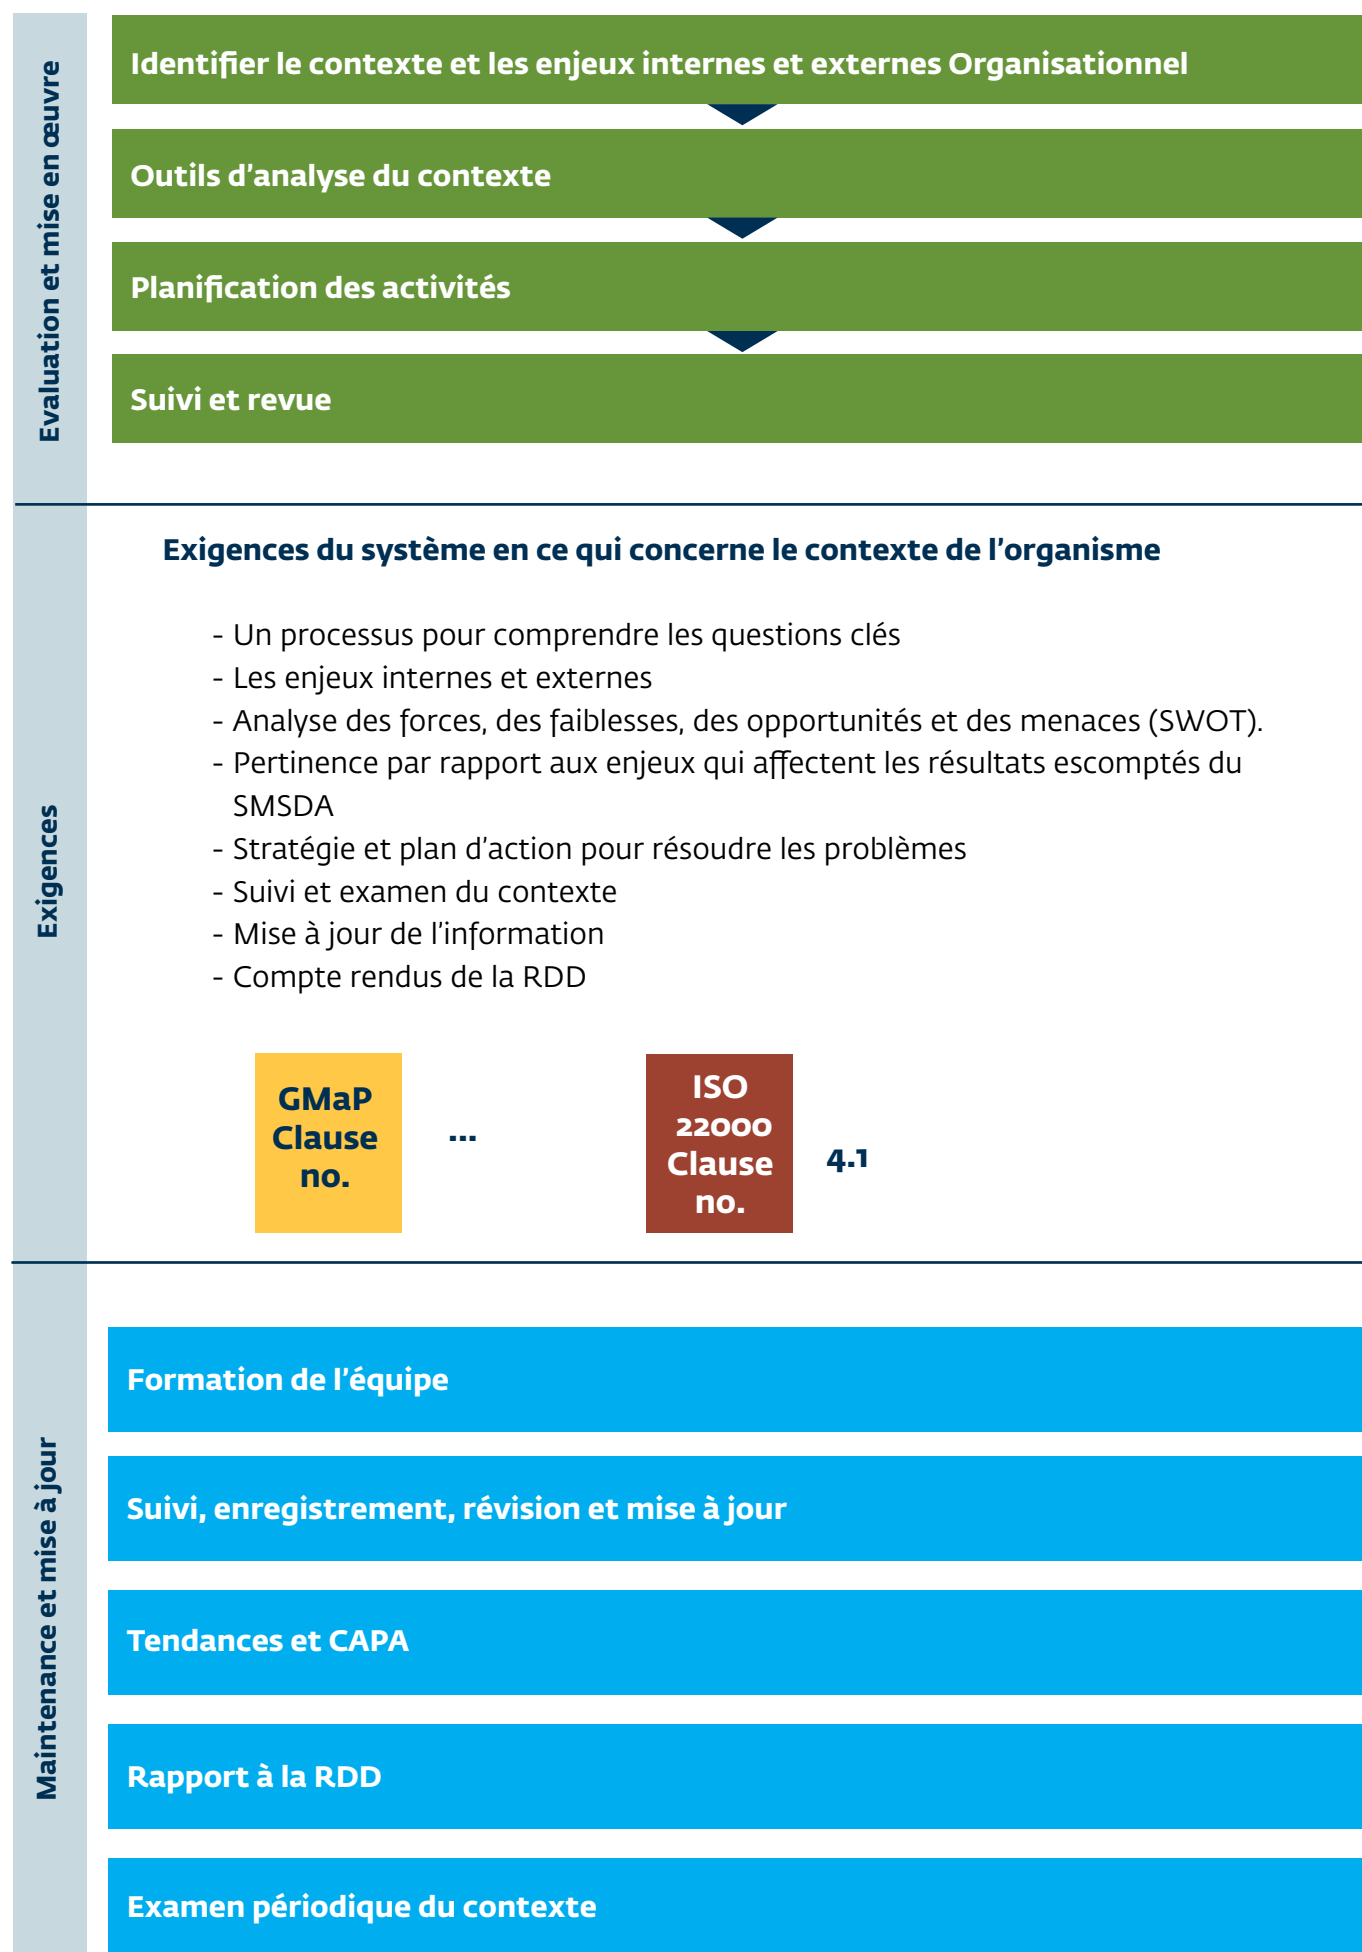 Evaluation et mise en œuvre
Identifier le contexte et les enjeux internes et externes Organisationnel
Outils d'analyse du contexte
Planification des activités
Suivi et revue
Exigences
Exigences du système en ce qui concerne le contexte de l'organisme
- Un processus pour comprendre les questions clés
- Les enjeux internes et externes
- Analyse des forces, des faiblesses, des opportunités et des menaces (SWOT).
- Pertinence par rapport aux enjeux qui affectent les résultats escomptés du
SMSDA
- Stratégie et plan d'action pour résoudre les problèmes
- Suivi et examen du contexte
- Mise à jour de l'information
- Compte rendus de la RDD
GMaP
Clause
no.
...
ISO
22000
Clause
no.
4.1
Maintenance et mise à jour
Formation de l'équipe
Suivi, enregistrement, révision et mise à jour
Tendances et CAPA
Rapport à la RDD
Examen périodique du contexte